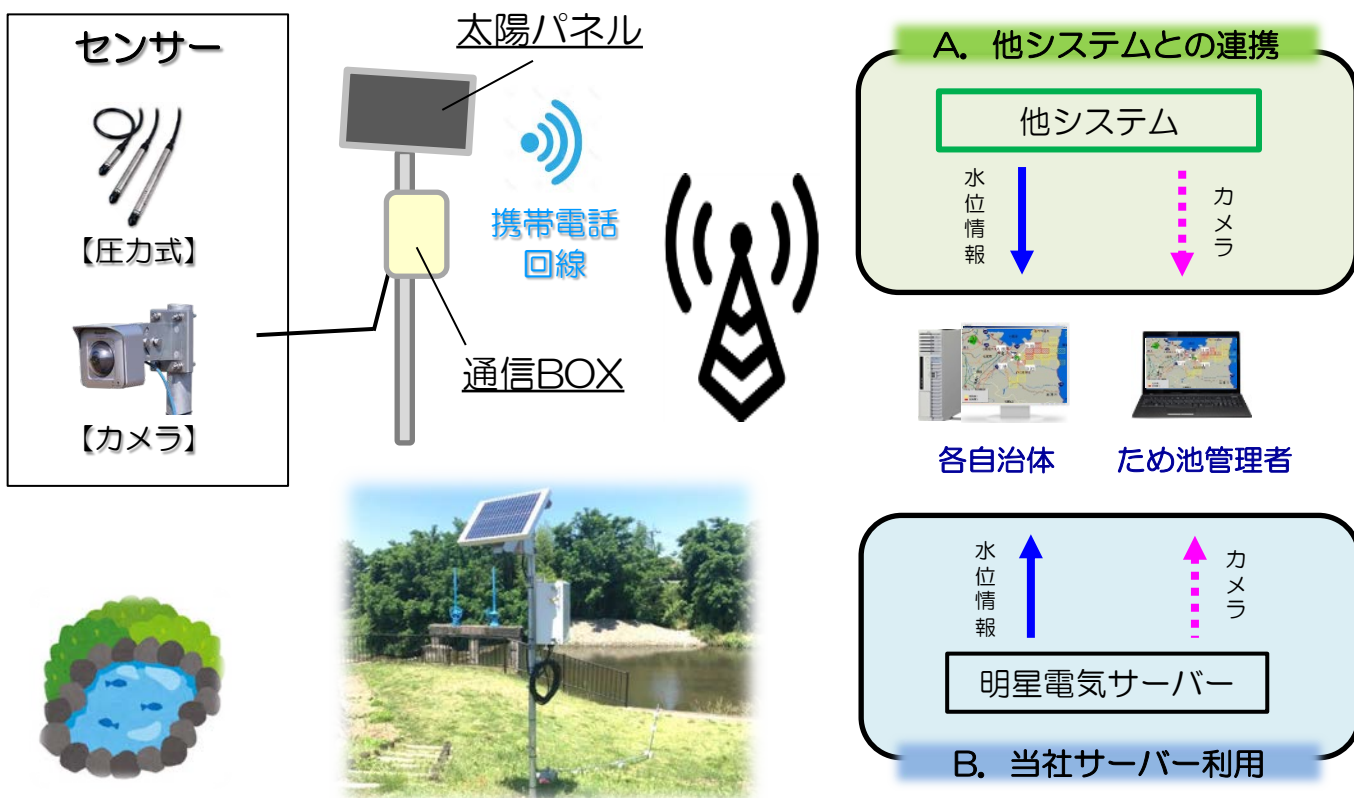 センサー
【圧力式】
【カメラ】
太陽パネル
携帯電話
回線
通信BOX
A. 他システムとの連携
他システム
水位情報
カメラ
各自治体
ため池管理者
水位情報
カメラ
明星電気サーバー
B. 当社サーバー利用